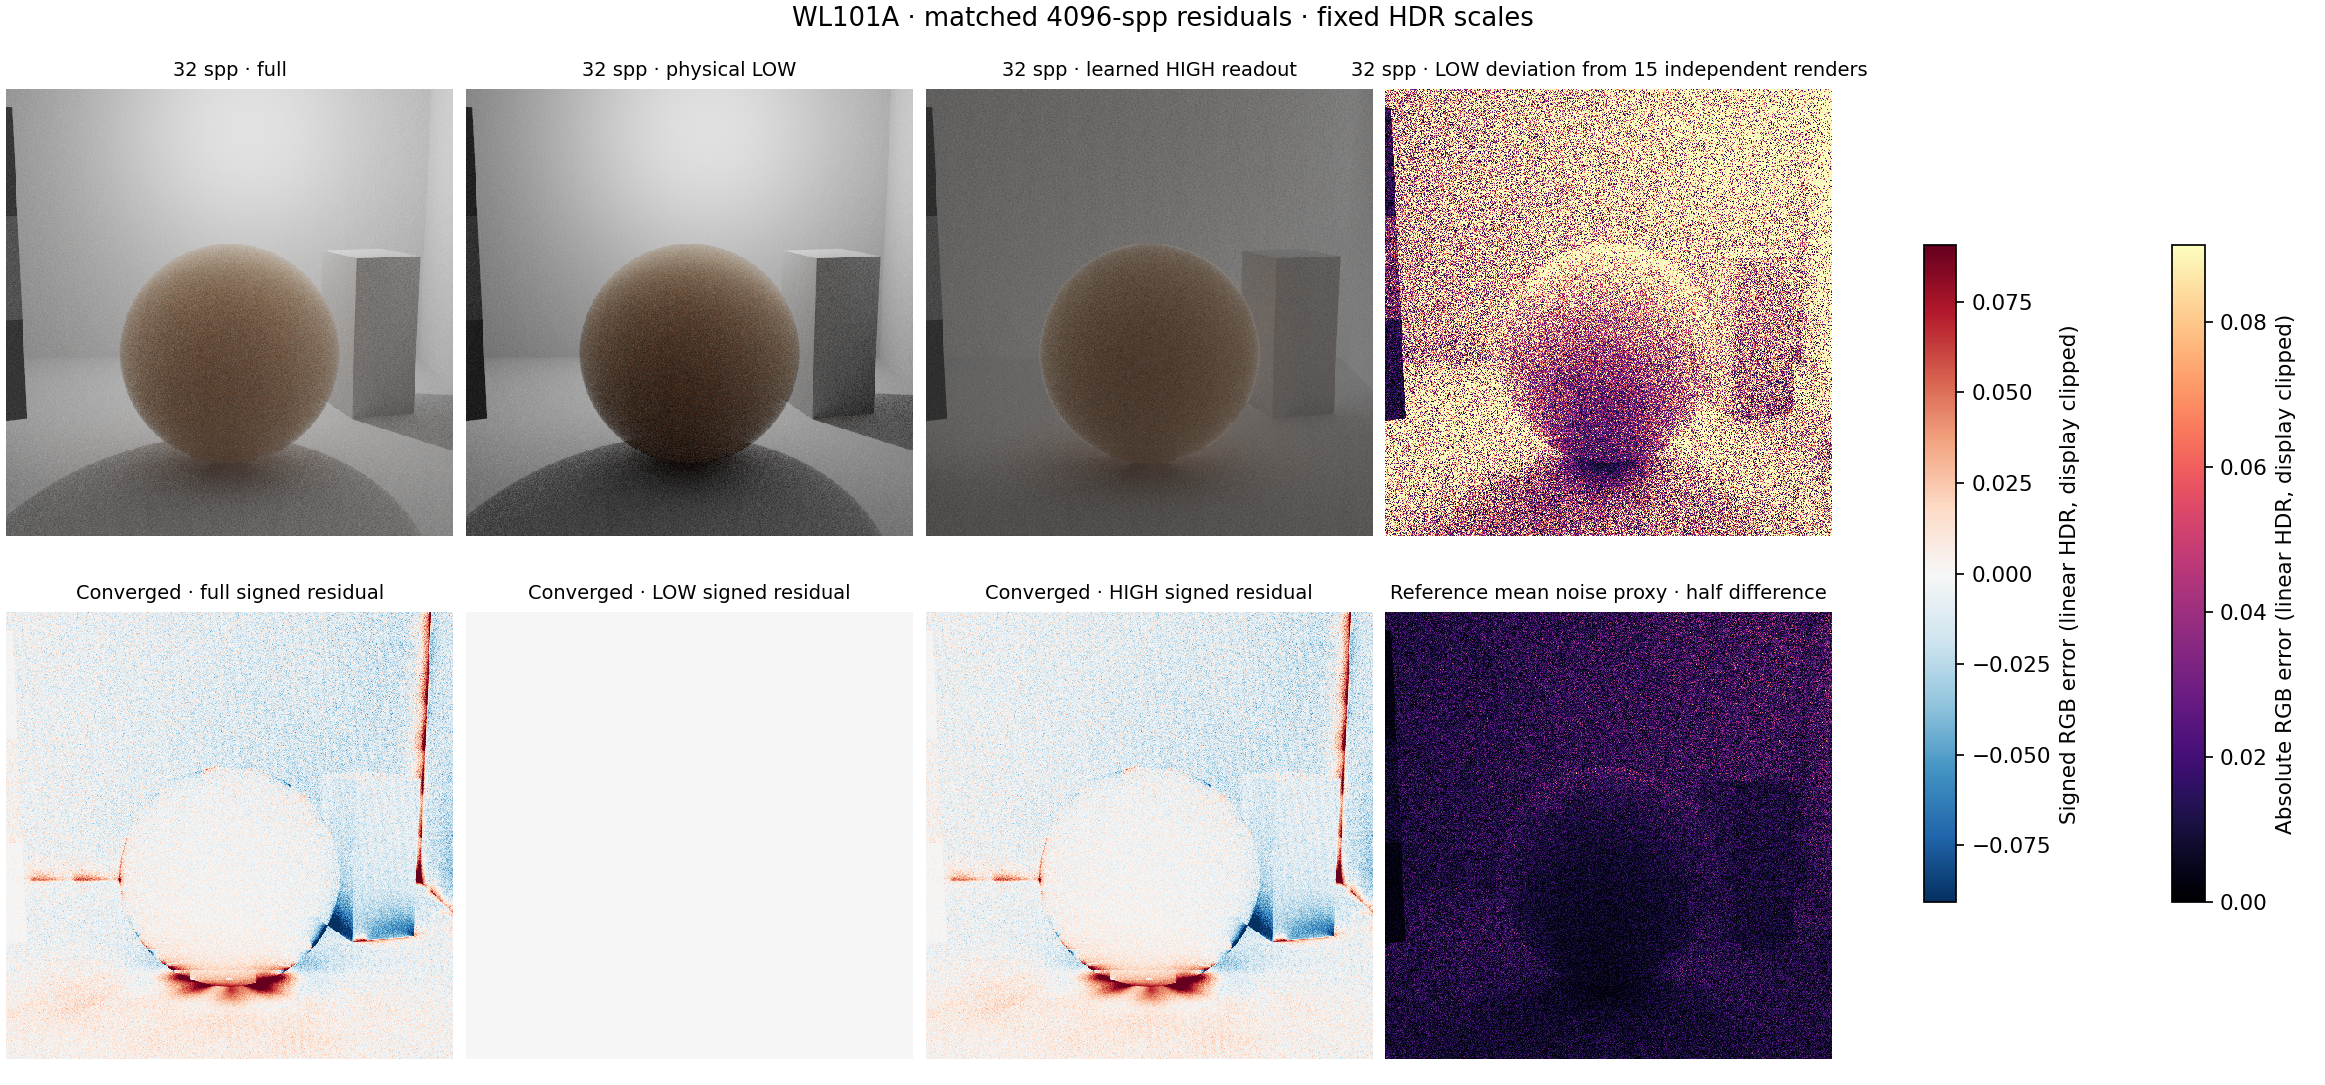 WL101A · matched 4096-spp residuals · fixed HDR scales
32 spp · full
32 spp · physical LOW
32 spp · learned HIGH readout
32 spp · LOW deviation from 15 independent renders
Converged · full signed residual
Converged · LOW signed residual
Converged · HIGH signed residual
Reference mean noise proxy · half difference
0.075
0.050
0.025
0.000
−0.025
−0.050
−0.075
Signed RGB error (linear HDR, display clipped)
0.08
0.06
0.04
0.02
0.00
Absolute RGB error (linear HDR, display clipped)